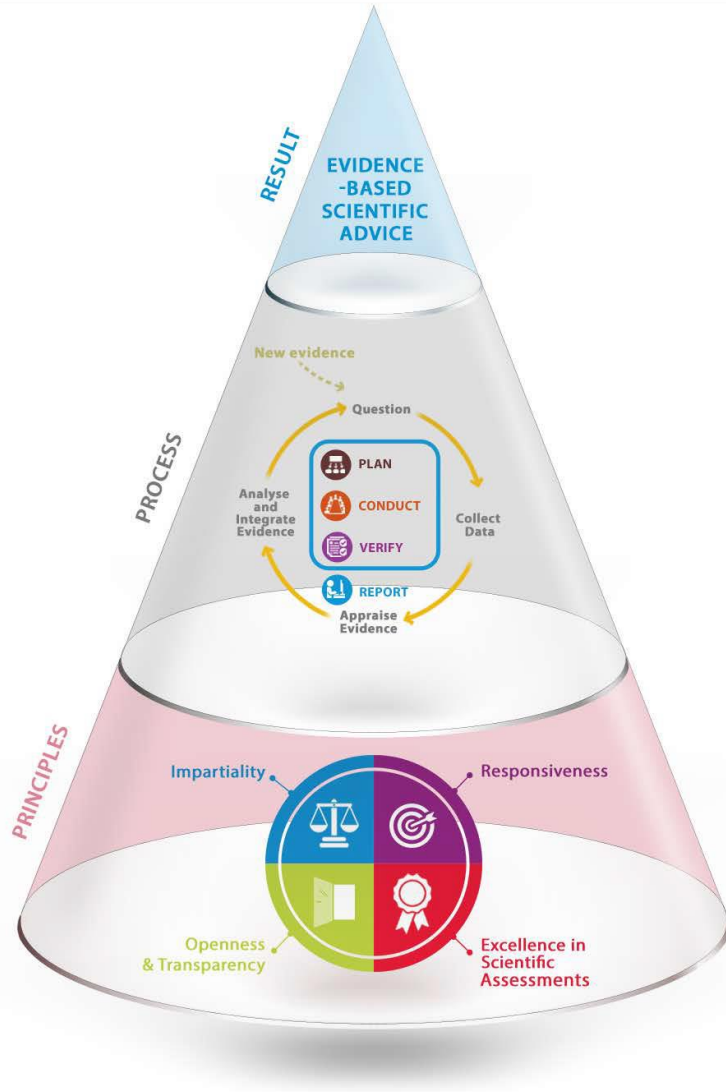 RESULT
EVIDENCE
-BASED
SCIENTIFIC
ADVICE
PROCESS
New evidence
Question
PLAN
CONDUCT
VERIFY
REPORT
Analyse
and
Integrate
Evidence
Collect
Data
Appraise
Evidence
PRINCIPLES
Impartiality
Responsiveness
Openness
& Transparency
Excellence in
Scientific
Assessments